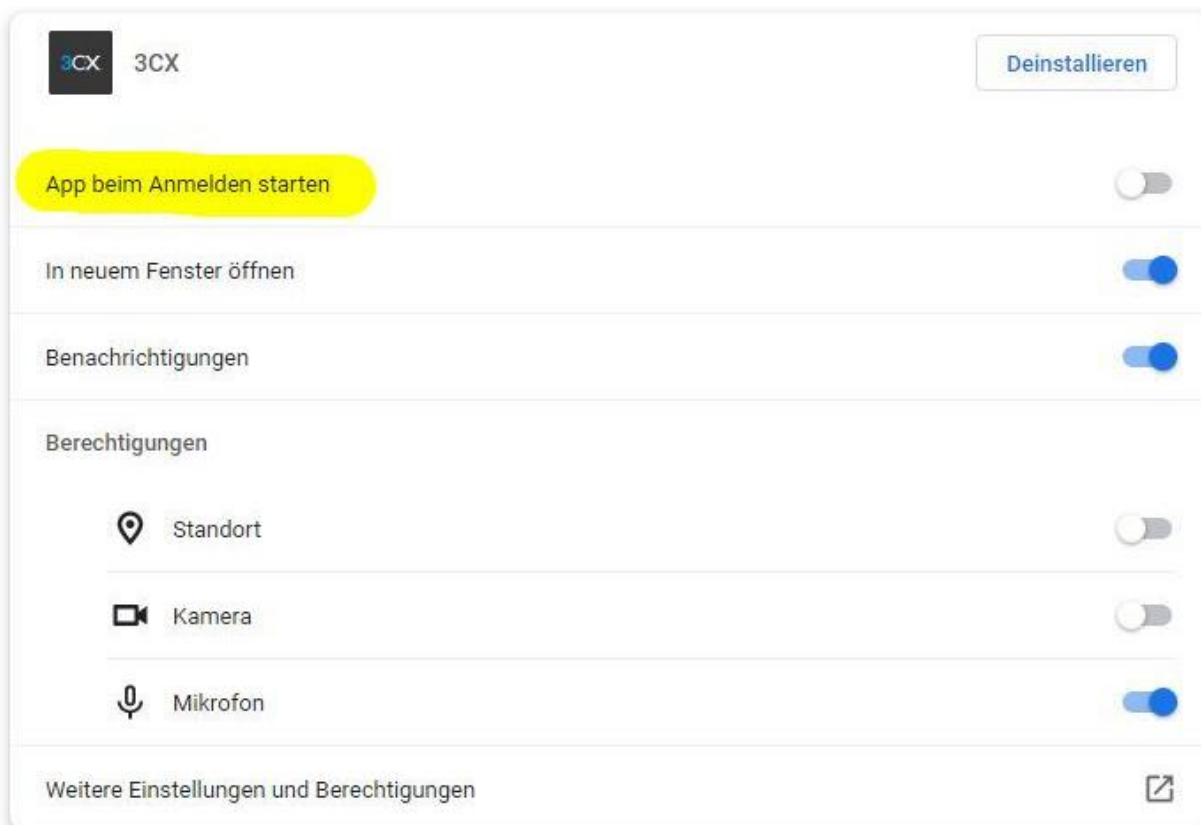 3CX
3CX
Deinstallieren
App beim Anmelden starten
In neuem Fenster öffnen
Benachrichtigungen
Berechtigungen
Standort
Kamera
Mikrofon
Weitere Einstellungen und Berechtigungen